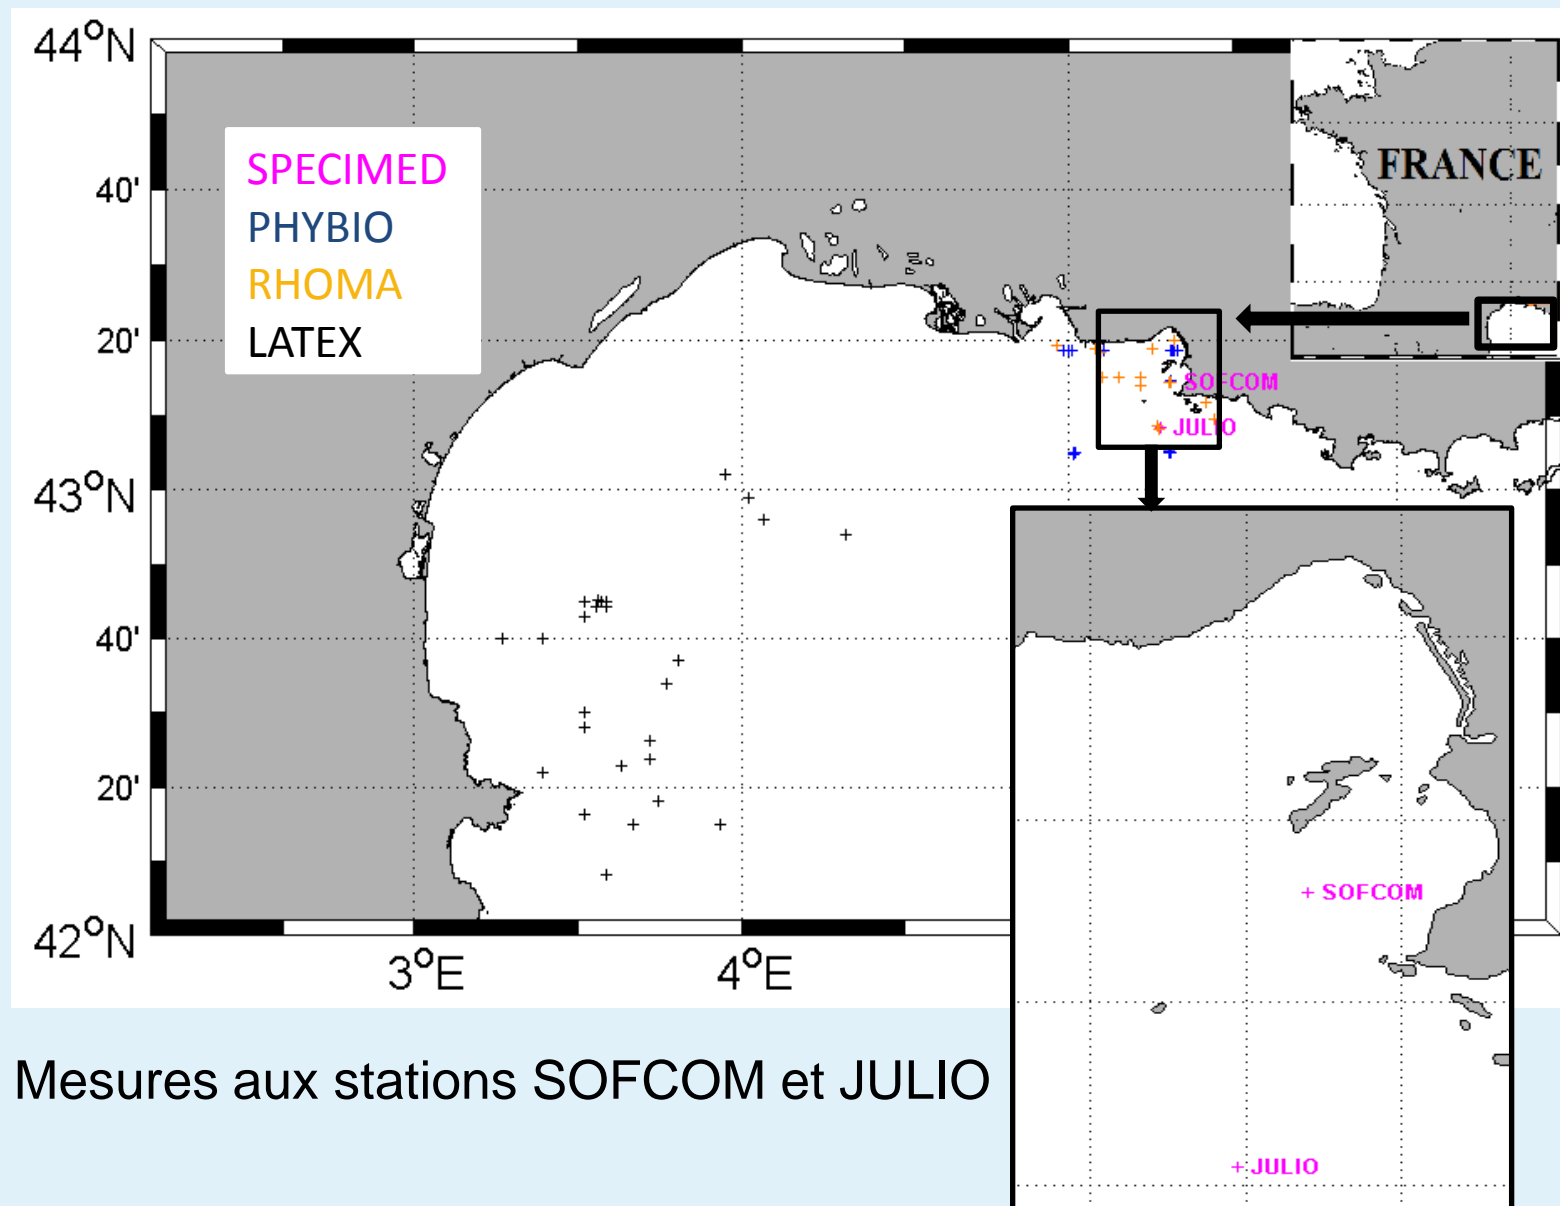 44°N
SPECIMED
PHYBIO
RHOMA
LATEX
FRANCE
40'
20'
SOFCOM
JULIO
43°N
40'
20'
SOFCOM
42°N
3°E
4°E
Mesures aux stations SOFCOM et JULIO
JULIO